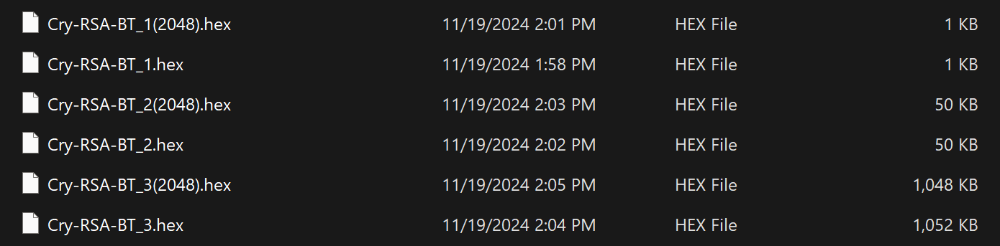 Cry-RSA-BT_1(2048).hex 11/19/2024 2:01 PM HEX File 1 KB
Cry-RSA-BT_1.hex 11/19/2024 1:58 PM HEX File 1 KB
Cry-RSA-BT_2(2048).hex 11/19/2024 2:03 PM HEX File 50 KB
Cry-RSA-BT_2.hex 11/19/2024 2:02 PM HEX File 50 KB
Cry-RSA-BT_3(2048).hex 11/19/2024 2:05 PM HEX File 1,048 KB
Cry-RSA-BT_3.hex 11/19/2024 2:04 PM HEX File 1,052 KB